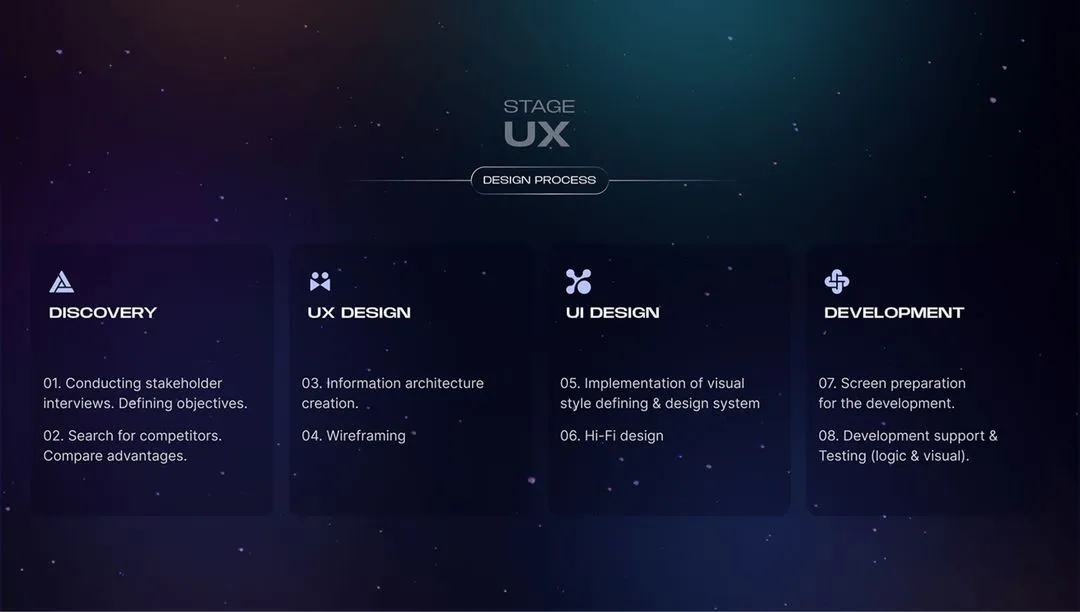 STAGE
UX
DESIGN PROCESS
DISCOVERY
01. Conducting stakeholder
interviews. Defining objectives.
02. Search for competitors.
Compare advantages.
UX DESIGN
03. Information architecture
creation.
04. Wireframing
UI DESIGN
05. Implementation of visual
style defining & design system
06. Hi-Fi design
DEVELOPMENT
07. Screen preparation
for the development.
08. Development support &
Testing (logic & visual).